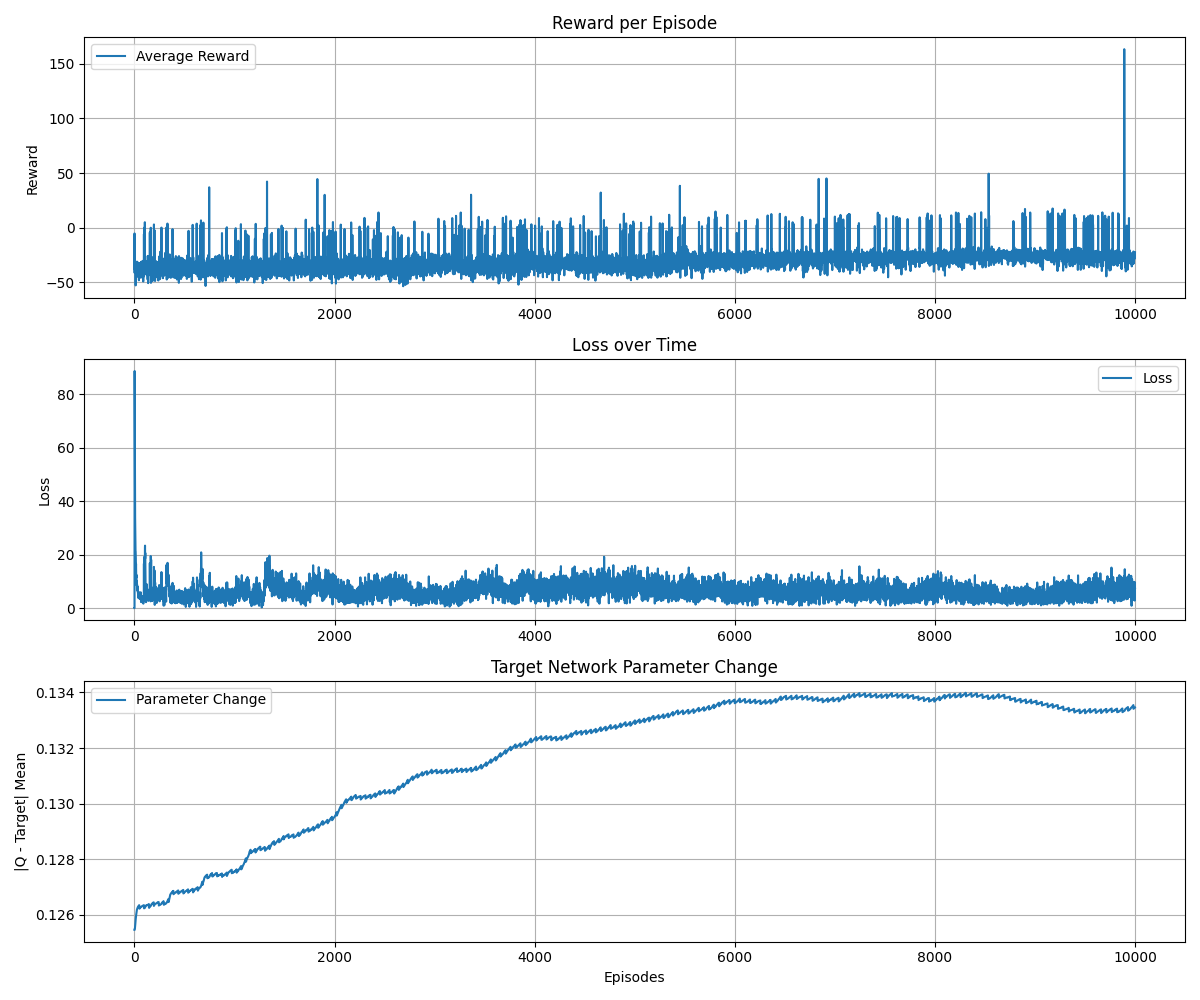 Reward per Episode
Average Reward
Reward
150
100
50
0
−50
0 2000 4000 6000 8000 10000
Loss over Time
Loss
Loss
80
60
40
20
0
0 2000 4000 6000 8000 10000
Target Network Parameter Change
Parameter Change
|Q - Target| Mean
0.134
0.132
0.130
0.128
0.126
0 2000 4000 6000 8000 10000
Episodes